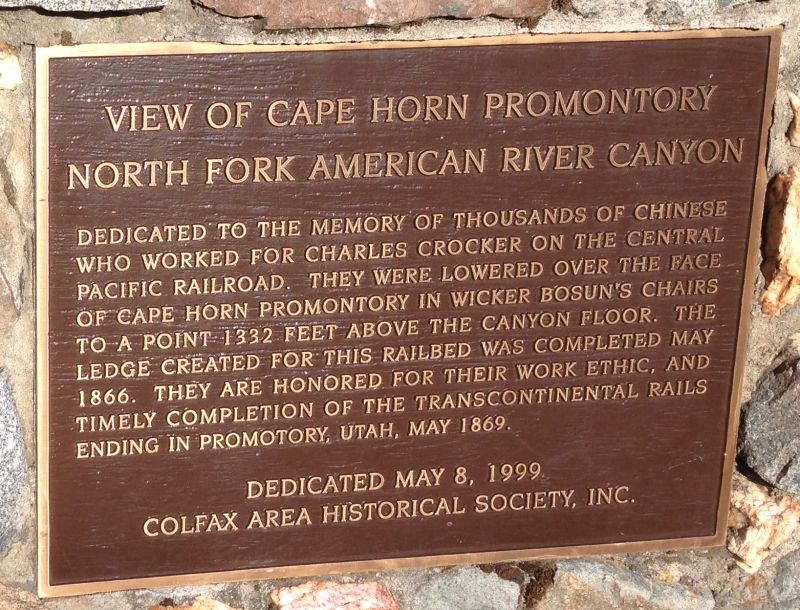 VIEW OF CAPE HORN PROMONTORY
NORTH FORK AMERICAN RIVER CANYON
DEDICATED TO THE MEMORY OF THOUSANDS OF CHINESE
WHO WORKED FOR CHARLES CROCKER ON THE CENTRAL
PACIFIC RAILROAD. THEY WERE LOWERED OVER THE FACE
OF CAPE HORN PROMONTORY IN WICKER BOSUN'S CHAIRS
TO A POINT 1332 FEET ABOVE THE CANYON FLOOR. THE
LEDGE CREATED FOR THIS RAILBED WAS COMPLETED MAY
1866. THEY ARE HONORED FOR THEIR WORK ETHIC, AND
TIMELY COMPLETION OF THE TRANSCONTINENTAL RAILS
ENDING IN PROMOTORY, UTAH, MAY 1869.
DEDICATED MAY 8, 1999
COLFAX AREA HISTORICAL SOCIETY, INC.